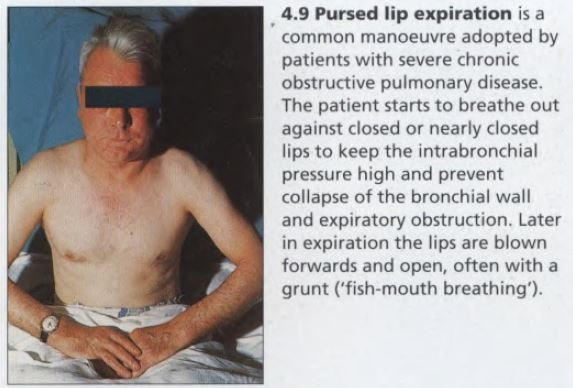 4.9 Pursed lip expiration is a
common manoeuvre adopted by
patients with severe chronic
obstructive pulmonary disease.
The patient starts to breathe out
against closed or nearly closed
lips to keep the intrabronchial
pressure high and prevent
collapse of the bronchial wall
and expiratory obstruction. Later
in expiration the lips are blown
forwards and open, often with a
grunt ('fish-mouth breathing').